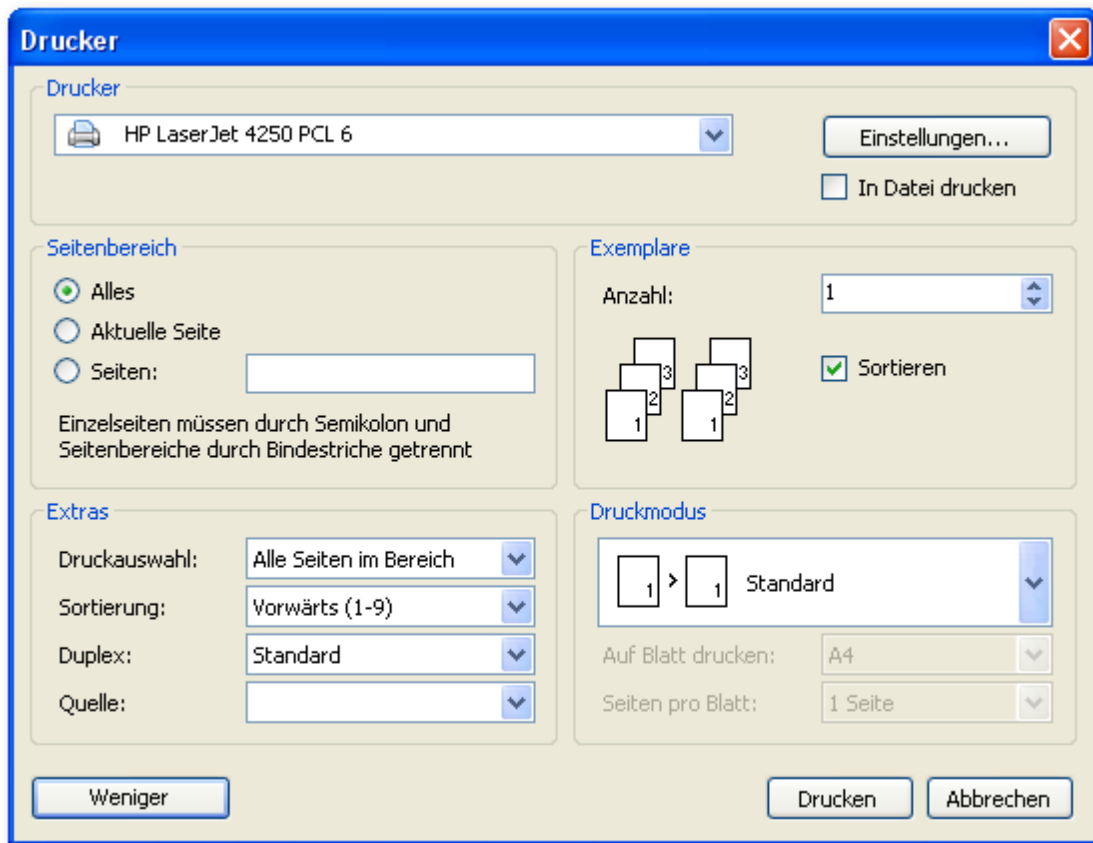 Drucker
Drucker
HP LaserJet 4250 PCL 6
Einstellungen...
In Datei drucken
Seitenbereich
Alles
Aktuelle Seite
Seiten:
Einzelseiten müssen durch Semikolon und
Seitenbereiche durch Bindestriche getrennt
Exemplare
Anzahl: 1
3 3
2 2
1 1
Sortieren
Extras
Druckauswahl: Alle Seiten im Bereich
Sortierung: Vorwärts (1-9)
Duplex: Standard
Quelle:
Druckmodus
1 > 1 Standard
Auf Blatt drucken: A4
Seiten pro Blatt: 1 Seite
Weniger
Drucken
Abbrechen